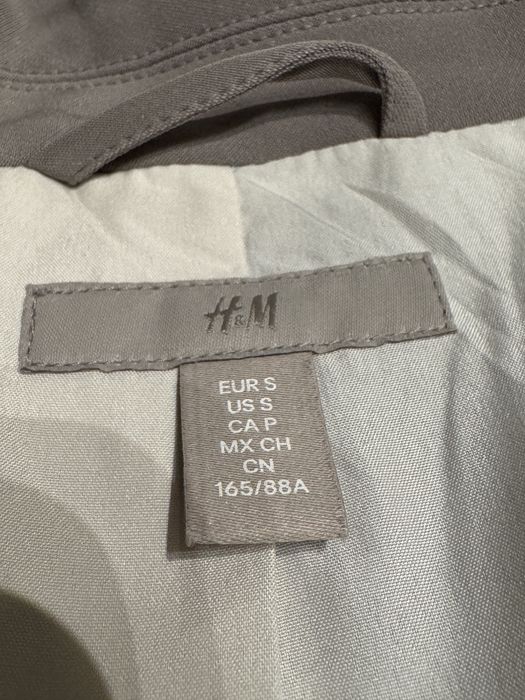 H&M
EUR S
US S
CA P
MX CH
CN
165/88A